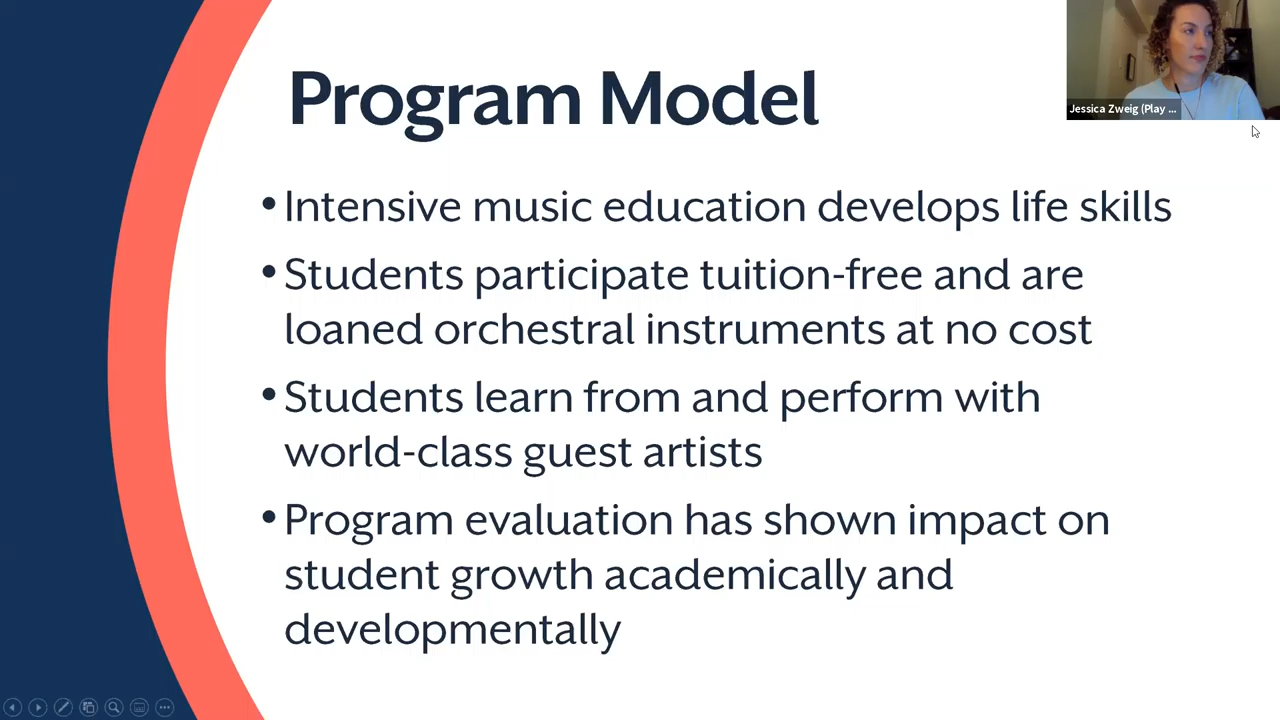 Program Model
Jessica Zweig (Play ...
• Intensive music education develops life skills
• Students participate tuition-free and are
loaned orchestral instruments at no cost
• Students learn from and perform with
world-class guest artists
• Program evaluation has shown impact on
student growth academically and
developmentally